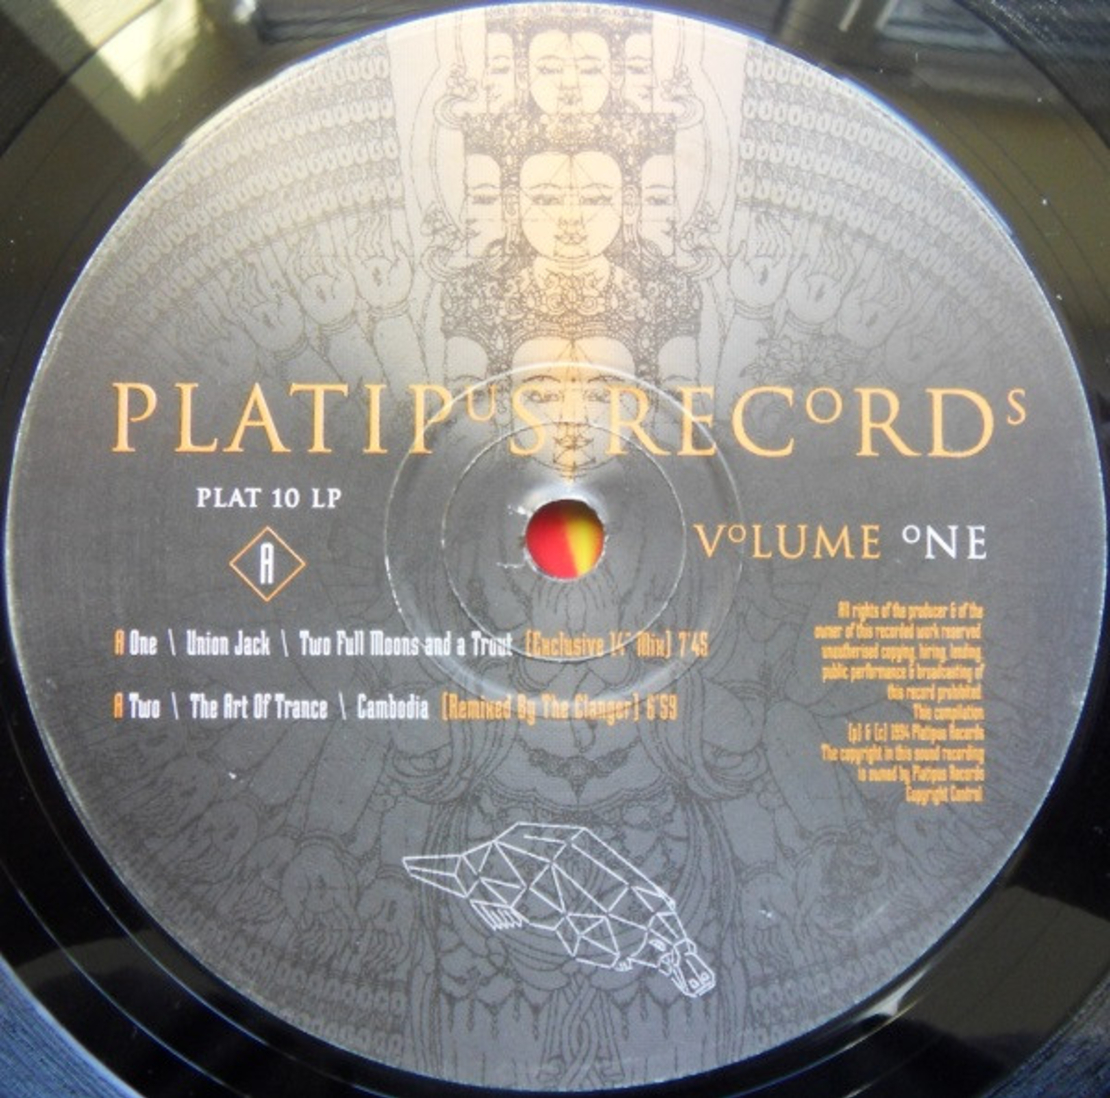 PLATIPUS RECORDS
PLAT 10 LP
A
VOLUME ONE
A One \ Union Jack \ Two Full Moons and a Trout (Exclusive 14" Mix) 7'45
A Two \ The Art Of Trance \ Cambodia (Remixed By The Clanger) 6'59
All rights of the producer & of the
owner of this recorded work reserved
unauthorised copying, hiring, lending,
public performance & broadcasting of
this record prohibited.
This compilation
(p) & (c) 1994 Platipus Records
The copyright in this sound recording
is owned by Platipus Records
Copyright Control